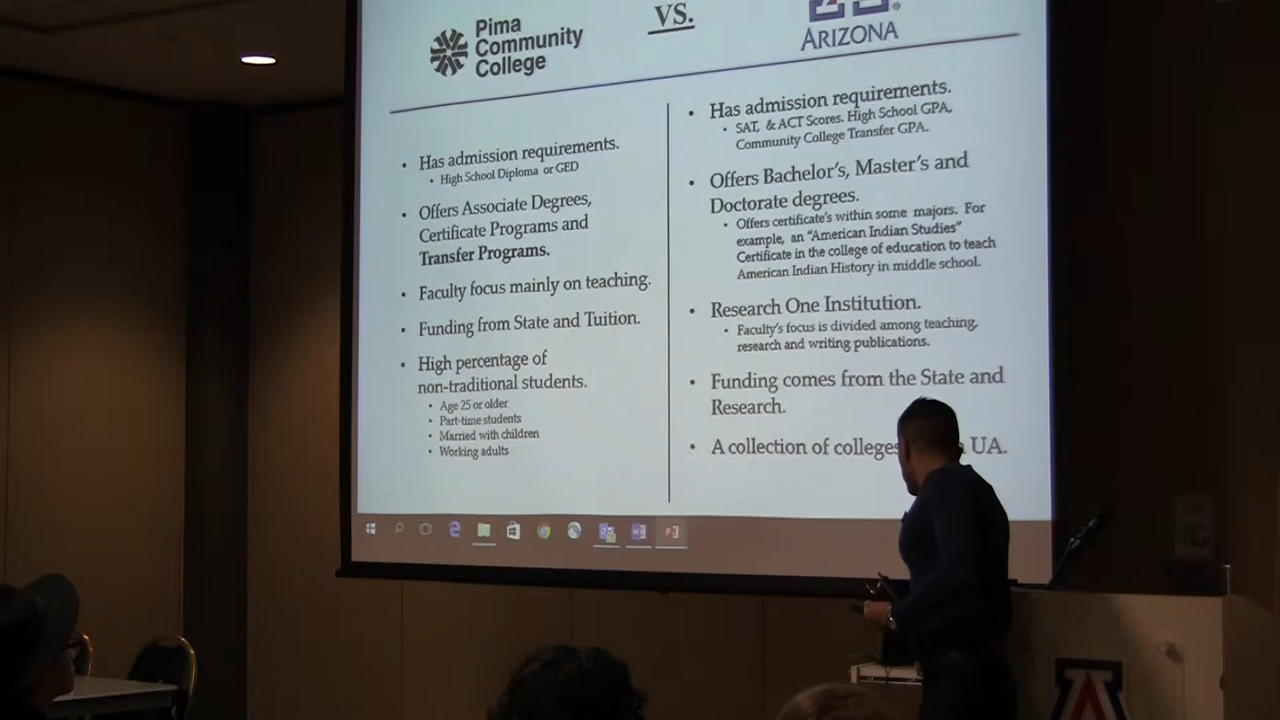 Pima
Community
College
VS.
ARIZONA
• Has admission requirements.
• High School Diploma or GED
• Offers Associate Degrees,
Certificate Programs and
Transfer Programs.
• Faculty focus mainly on teaching.
• Funding from State and Tuition.
• High percentage of
non-traditional students.
• Age 25 or older
• Part-time students
• Married with children
• Working adults
• Has admission requirements.
• SAT, & ACT Scores. High School GPA,
Community College Transfer GPA.
• Offers Bachelor's, Master's and
Doctorate degrees.
• Offers certificate's within some majors. For
example, an "American Indian Studies"
Certificate in the college of education to teach
American Indian History in middle school.
• Research One Institution.
• Faculty's focus is divided among teaching,
research and writing publications.
• Funding comes from the State and
Research.
• A collection of colleges UA.
A